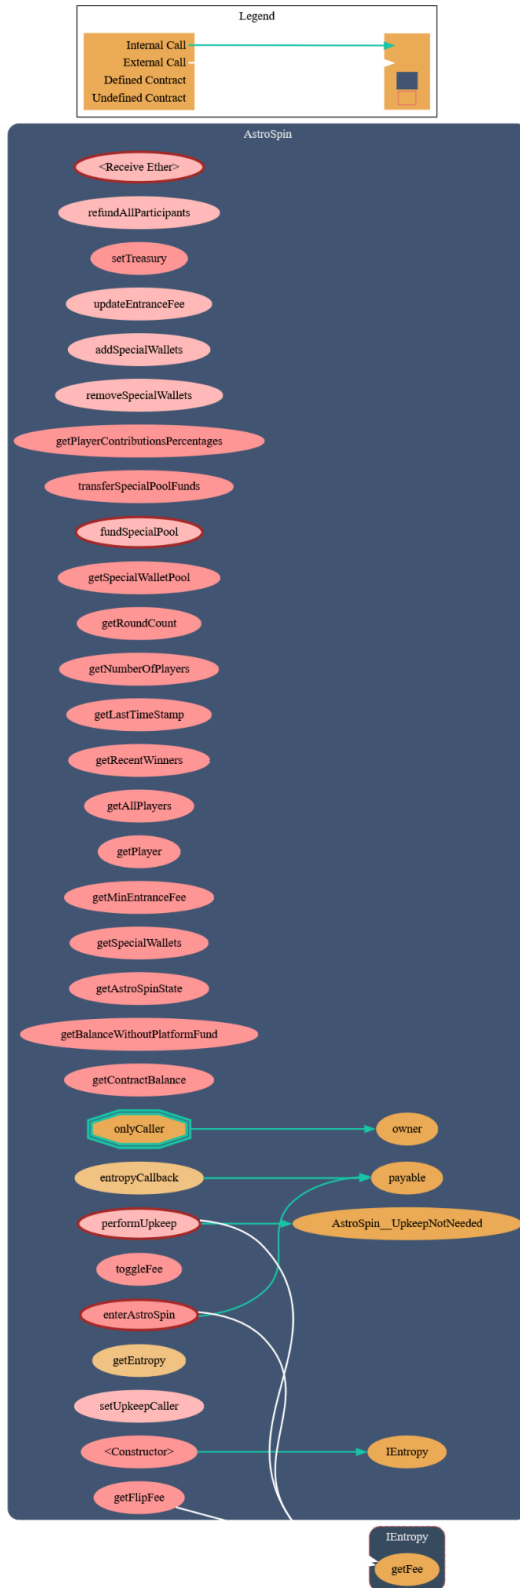 Legend
Internal Call
External Call
Defined Contract
Undefined Contract
AstroSpin
<Receive Ether>
refundAllParticipants
setTreasury
updateEntranceFee
addSpecialWallets
removeSpecialWallets
getPlayerContributionsPercentages
transferSpecialPoolFunds
fundSpecialPool
getSpecialWalletPool
getRoundCount
getNumberOfPlayers
getLastTimeStamp
getRecentWinners
getAllPlayers
getPlayer
getMinEntranceFee
getSpecialWallets
getAstroSpinState
getBalanceWithoutPlatformFund
getContractBalance
onlyCaller owner
entropyCallback payable
performUpkeep AstroSpin__UpkeepNotNeeded
toggleFee
enterAstroSpin
getEntropy
setUpkeepCaller
<Constructor> IEntropy
getFlipFee
IEntropy
getFee